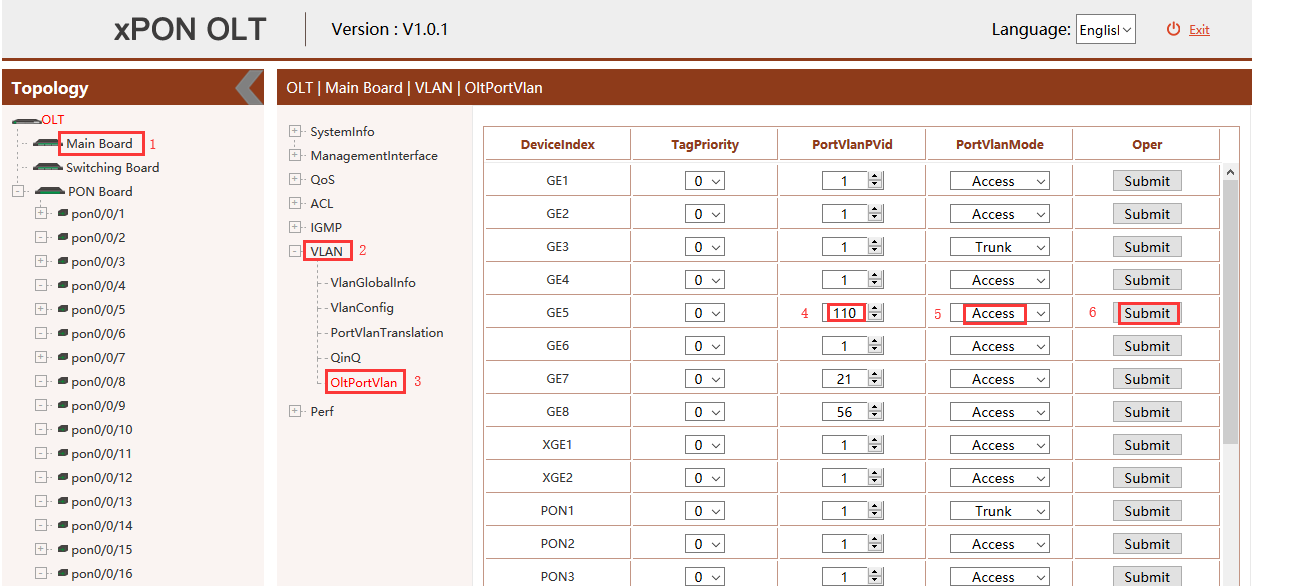 xPON OLT Version : V1.0.1 Language: Englisl Exit
Topology
OLT | Main Board | VLAN | OltPortVlan
OLT
Main Board 1
Switching Board
PON Board
pon0/0/1
pon0/0/2
pon0/0/3
pon0/0/4
pon0/0/5
pon0/0/6
pon0/0/7
pon0/0/8
pon0/0/9
pon0/0/10
pon0/0/11
pon0/0/12
pon0/0/13
pon0/0/14
pon0/0/15
pon0/0/16
SystemInfo
ManagementInterface
QoS
ACL
IGMP
VLAN 2
VlanGlobalInfo
VlanConfig
PortVlanTranslation
QinQ
OltPortVlan 3
Perf
DeviceIndex TagPriority PortVlanPVid PortVlanMode Oper
GE1 0 1 Access Submit
GE2 0 1 Access Submit
GE3 0 1 Trunk Submit
GE4 0 1 Access Submit
GE5 0 4 110 5 Access 6 Submit
GE6 0 1 Access Submit
GE7 0 21 Access Submit
GE8 0 56 Access Submit
XGE1 0 1 Access Submit
XGE2 0 1 Access Submit
PON1 0 1 Trunk Submit
PON2 0 1 Access Submit
PON3 0 1 Access Submit